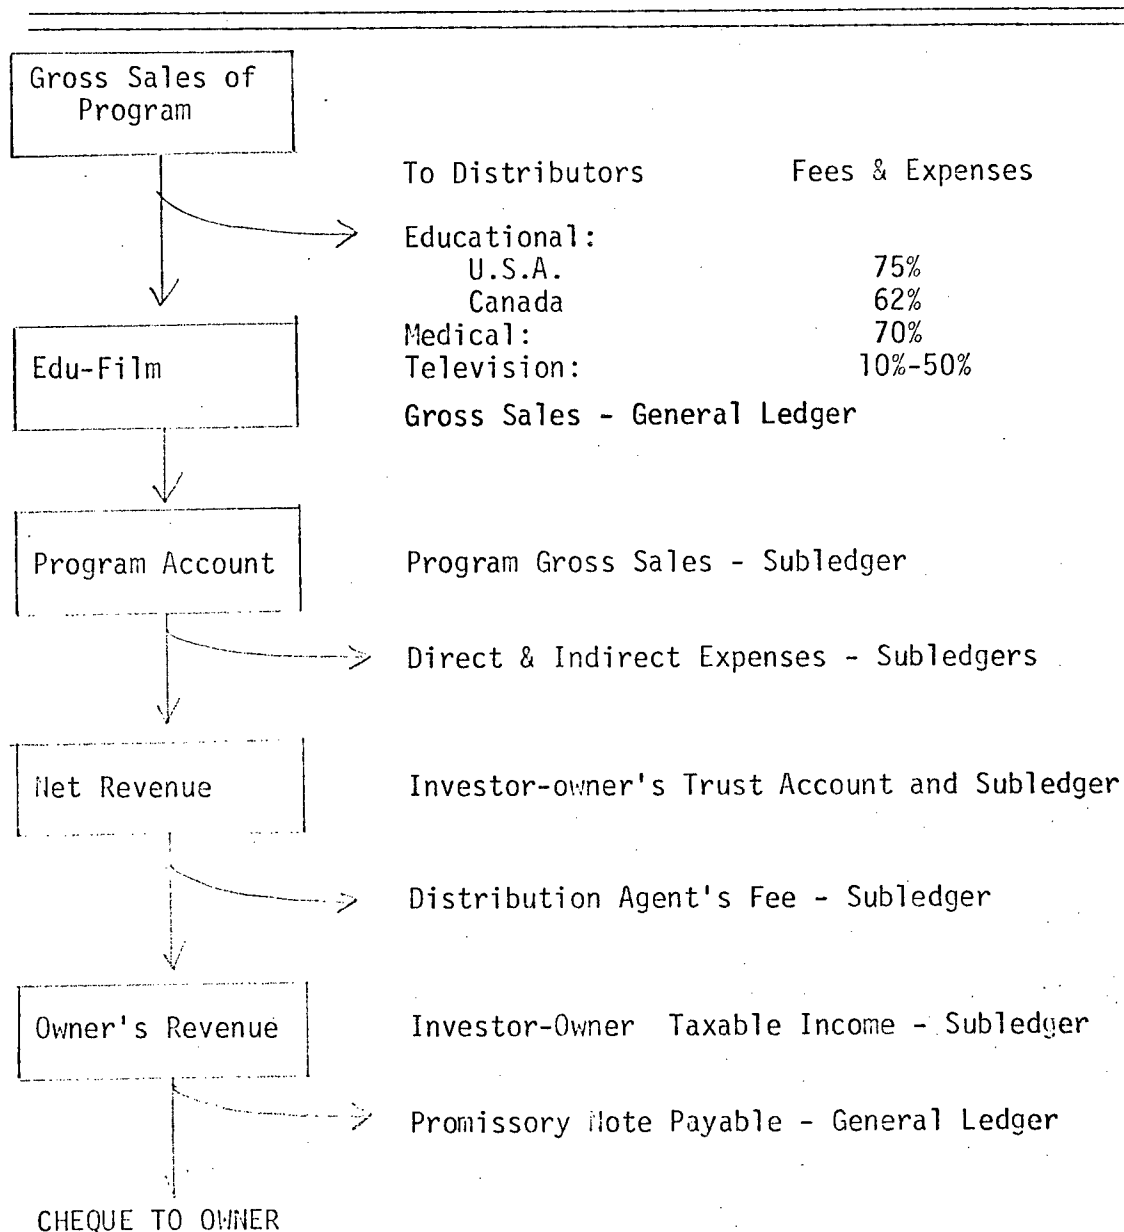 Gross Sales of
Program
To Distributors Fees & Expenses
Educational:
U.S.A. 75%
Canada 62%
Medical: 70%
Television: 10%-50%
Edu-Film
Gross Sales - General Ledger
Program Account Program Gross Sales - Subledger
Direct & Indirect Expenses - Subledgers
Net Revenue Investor-owner's Trust Account and Subledger
Distribution Agent's Fee - Subledger
Owner's Revenue Investor-Owner Taxable Income - Subledger
Promissory Note Payable - General Ledger
CHEQUE TO OWNER